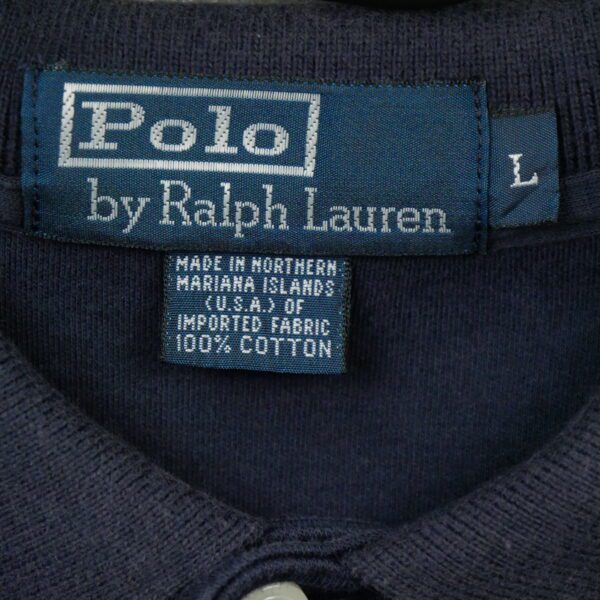 Polo
by Ralph Lauren
L
MADE IN NORTHERN
MARIANA ISLANDS
(U.S.A.) OF
IMPORTED FABRIC
100% COTTON